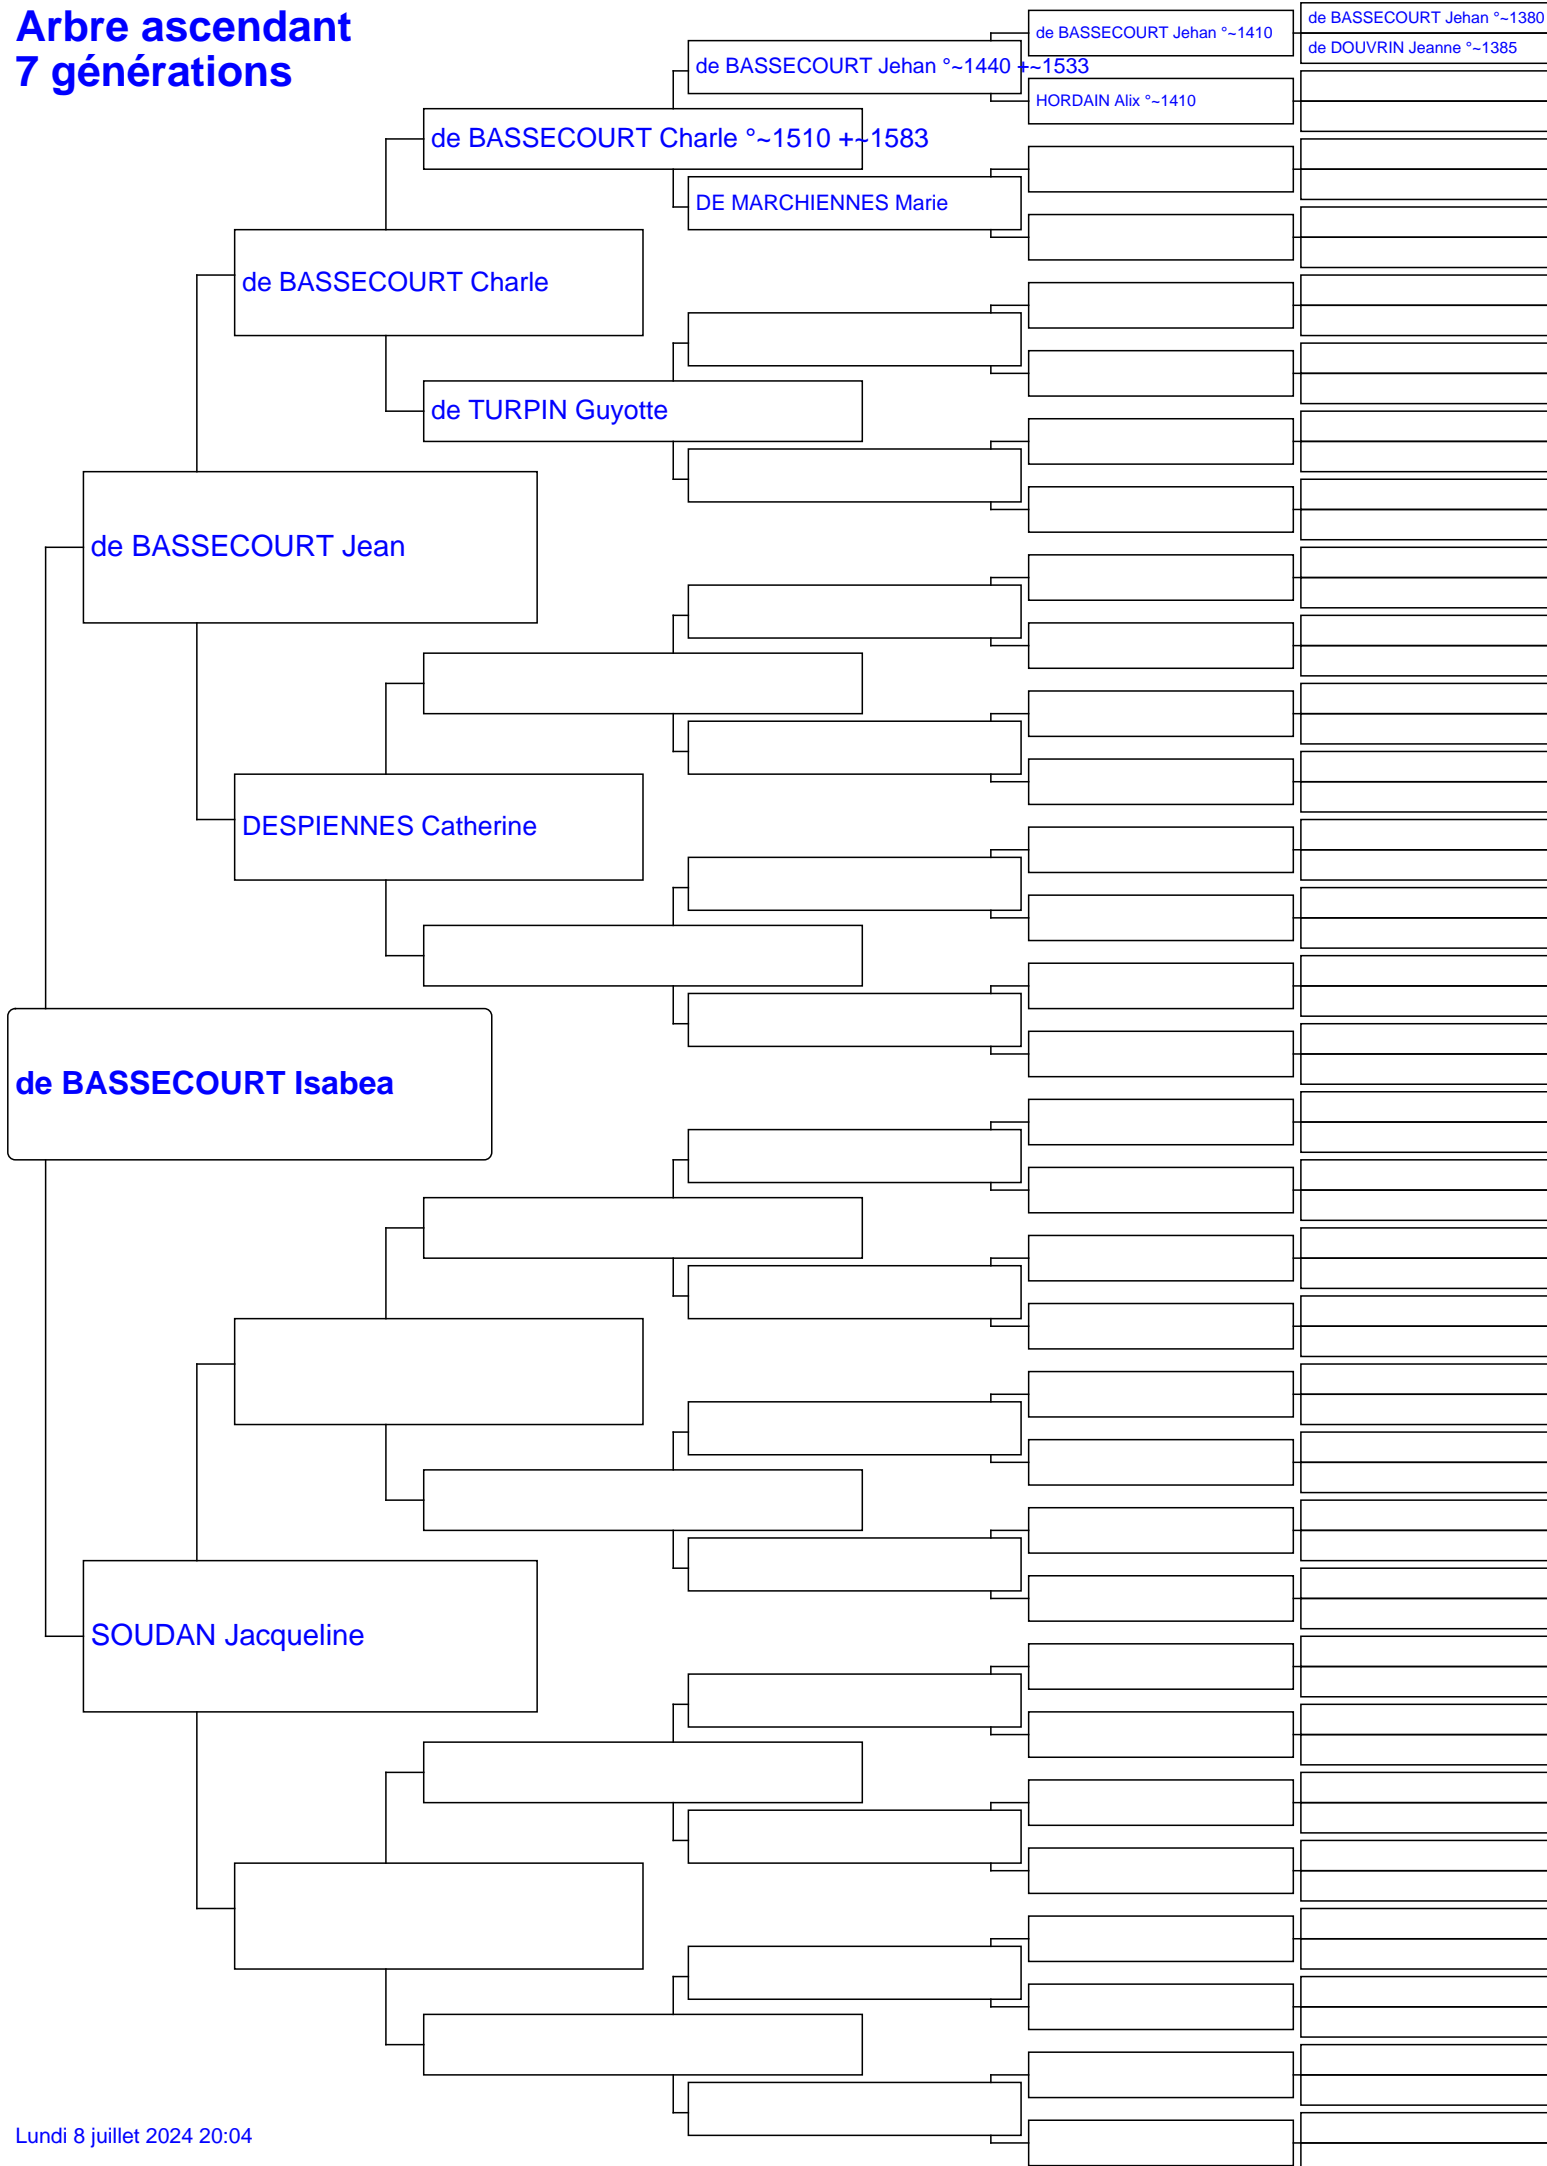 Arbre ascendant
7 générations
de BASSECOURT Jehan °~1380
de BASSECOURT Jehan °~1410
de DOUVRIN Jeanne °~1385
de BASSECOURT Jehan °~1440 +~1533
HORDAIN Alix °~1410
de BASSECOURT Charle °~1510 +~1583
DE MARCHIENNES Marie
de BASSECOURT Charle
de TURPIN Guyotte
de BASSECOURT Jean
DESPIENNES Catherine
de BASSECOURT Isabea
SOUDAN Jacqueline
Lundi 8 juillet 2024 20:04